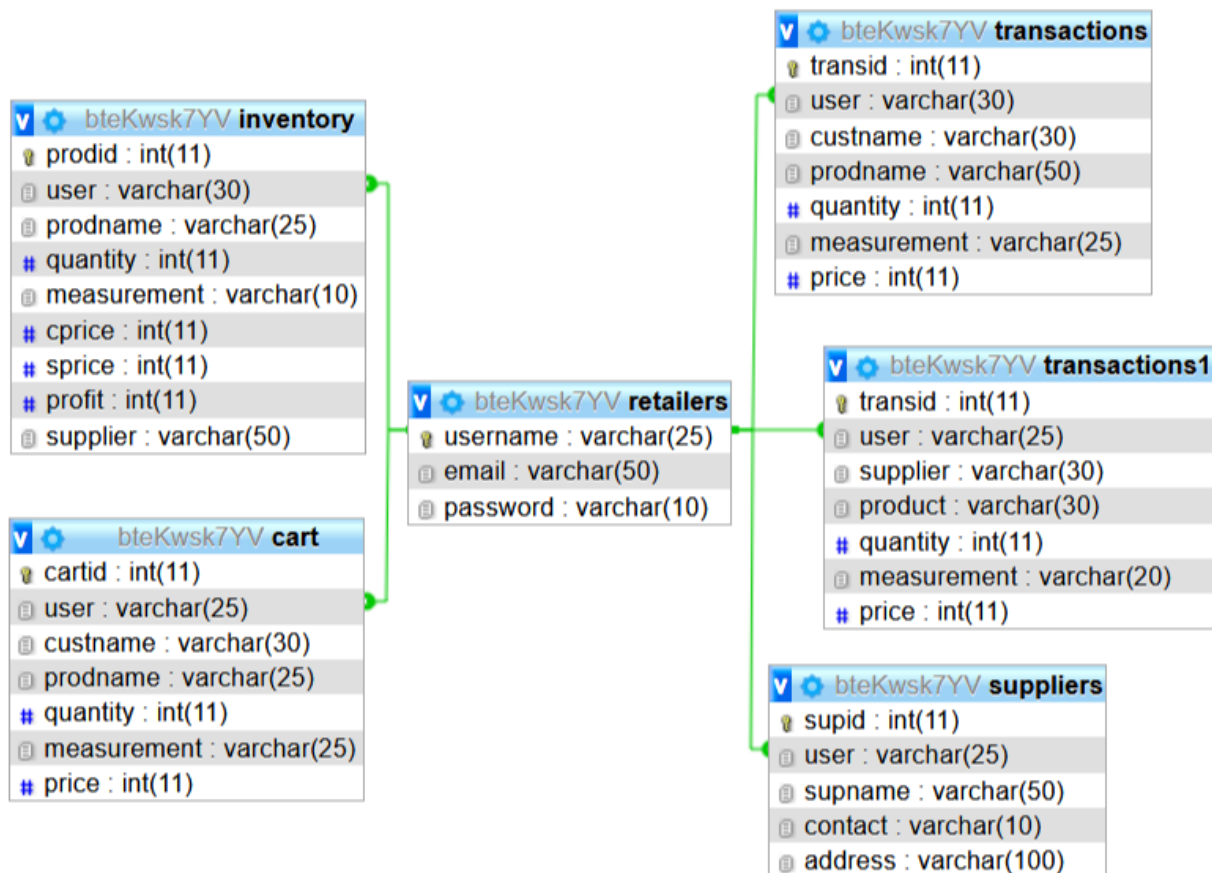 bteKwsk7YV inventory
prodid : int(11)
user : varchar(30)
prodname : varchar(25)
quantity : int(11)
measurement : varchar(10)
cprice : int(11)
sprice : int(11)
profit : int(11)
supplier : varchar(50)
bteKwsk7YV cart
cartid : int(11)
user : varchar(25)
custname : varchar(30)
prodname : varchar(25)
quantity : int(11)
measurement : varchar(25)
price : int(11)
bteKwsk7YV retailers
username : varchar(25)
email : varchar(50)
password : varchar(10)
bteKwsk7YV transactions
transid : int(11)
user : varchar(30)
custname : varchar(30)
prodname : varchar(50)
quantity : int(11)
measurement : varchar(25)
price : int(11)
bteKwsk7YV transactions1
transid : int(11)
user : varchar(25)
supplier : varchar(30)
product : varchar(30)
quantity : int(11)
measurement : varchar(20)
price : int(11)
bteKwsk7YV suppliers
supid : int(11)
user : varchar(25)
supname : varchar(50)
contact : varchar(10)
address : varchar(100)